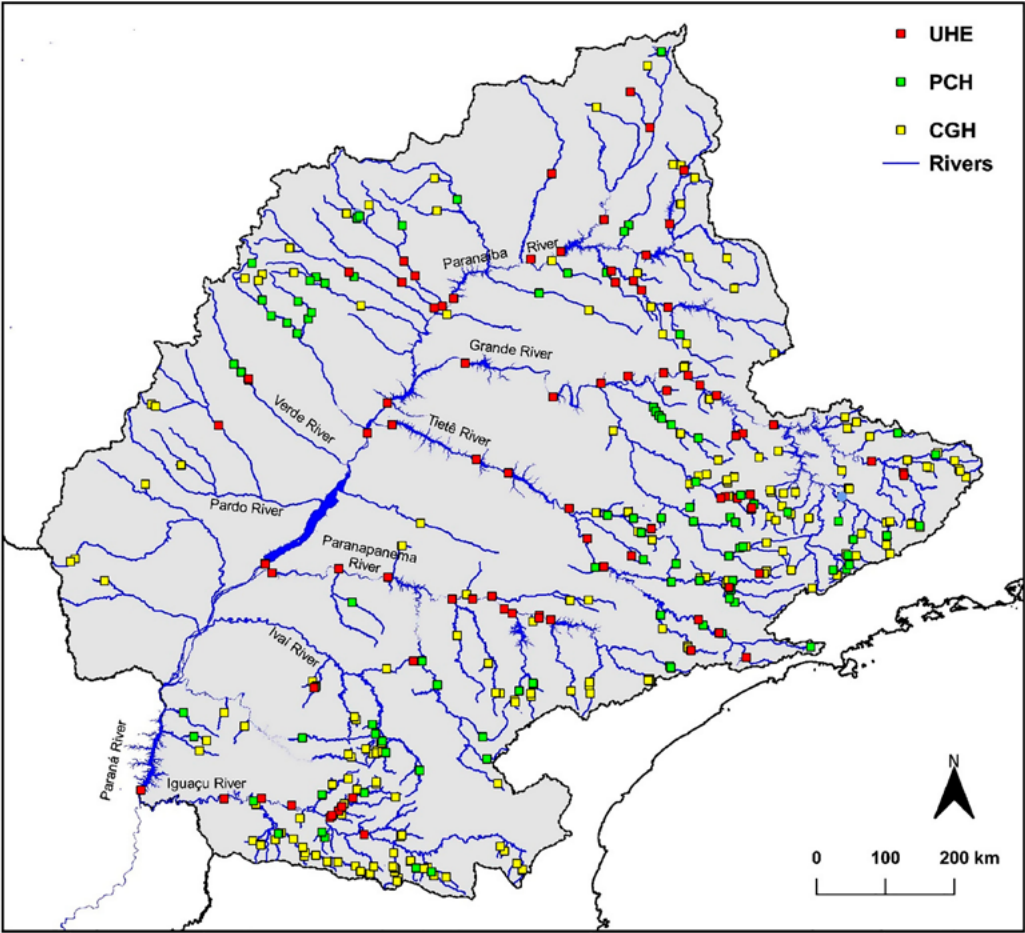 UHE
PCH
CGH
Rivers
Paranaíba River
Grande River
Verde River
Tietê River
Pardo River
Paranapanema
River
Ivaí River
Paraná River
Iguaçu River
N
0 100 200 km